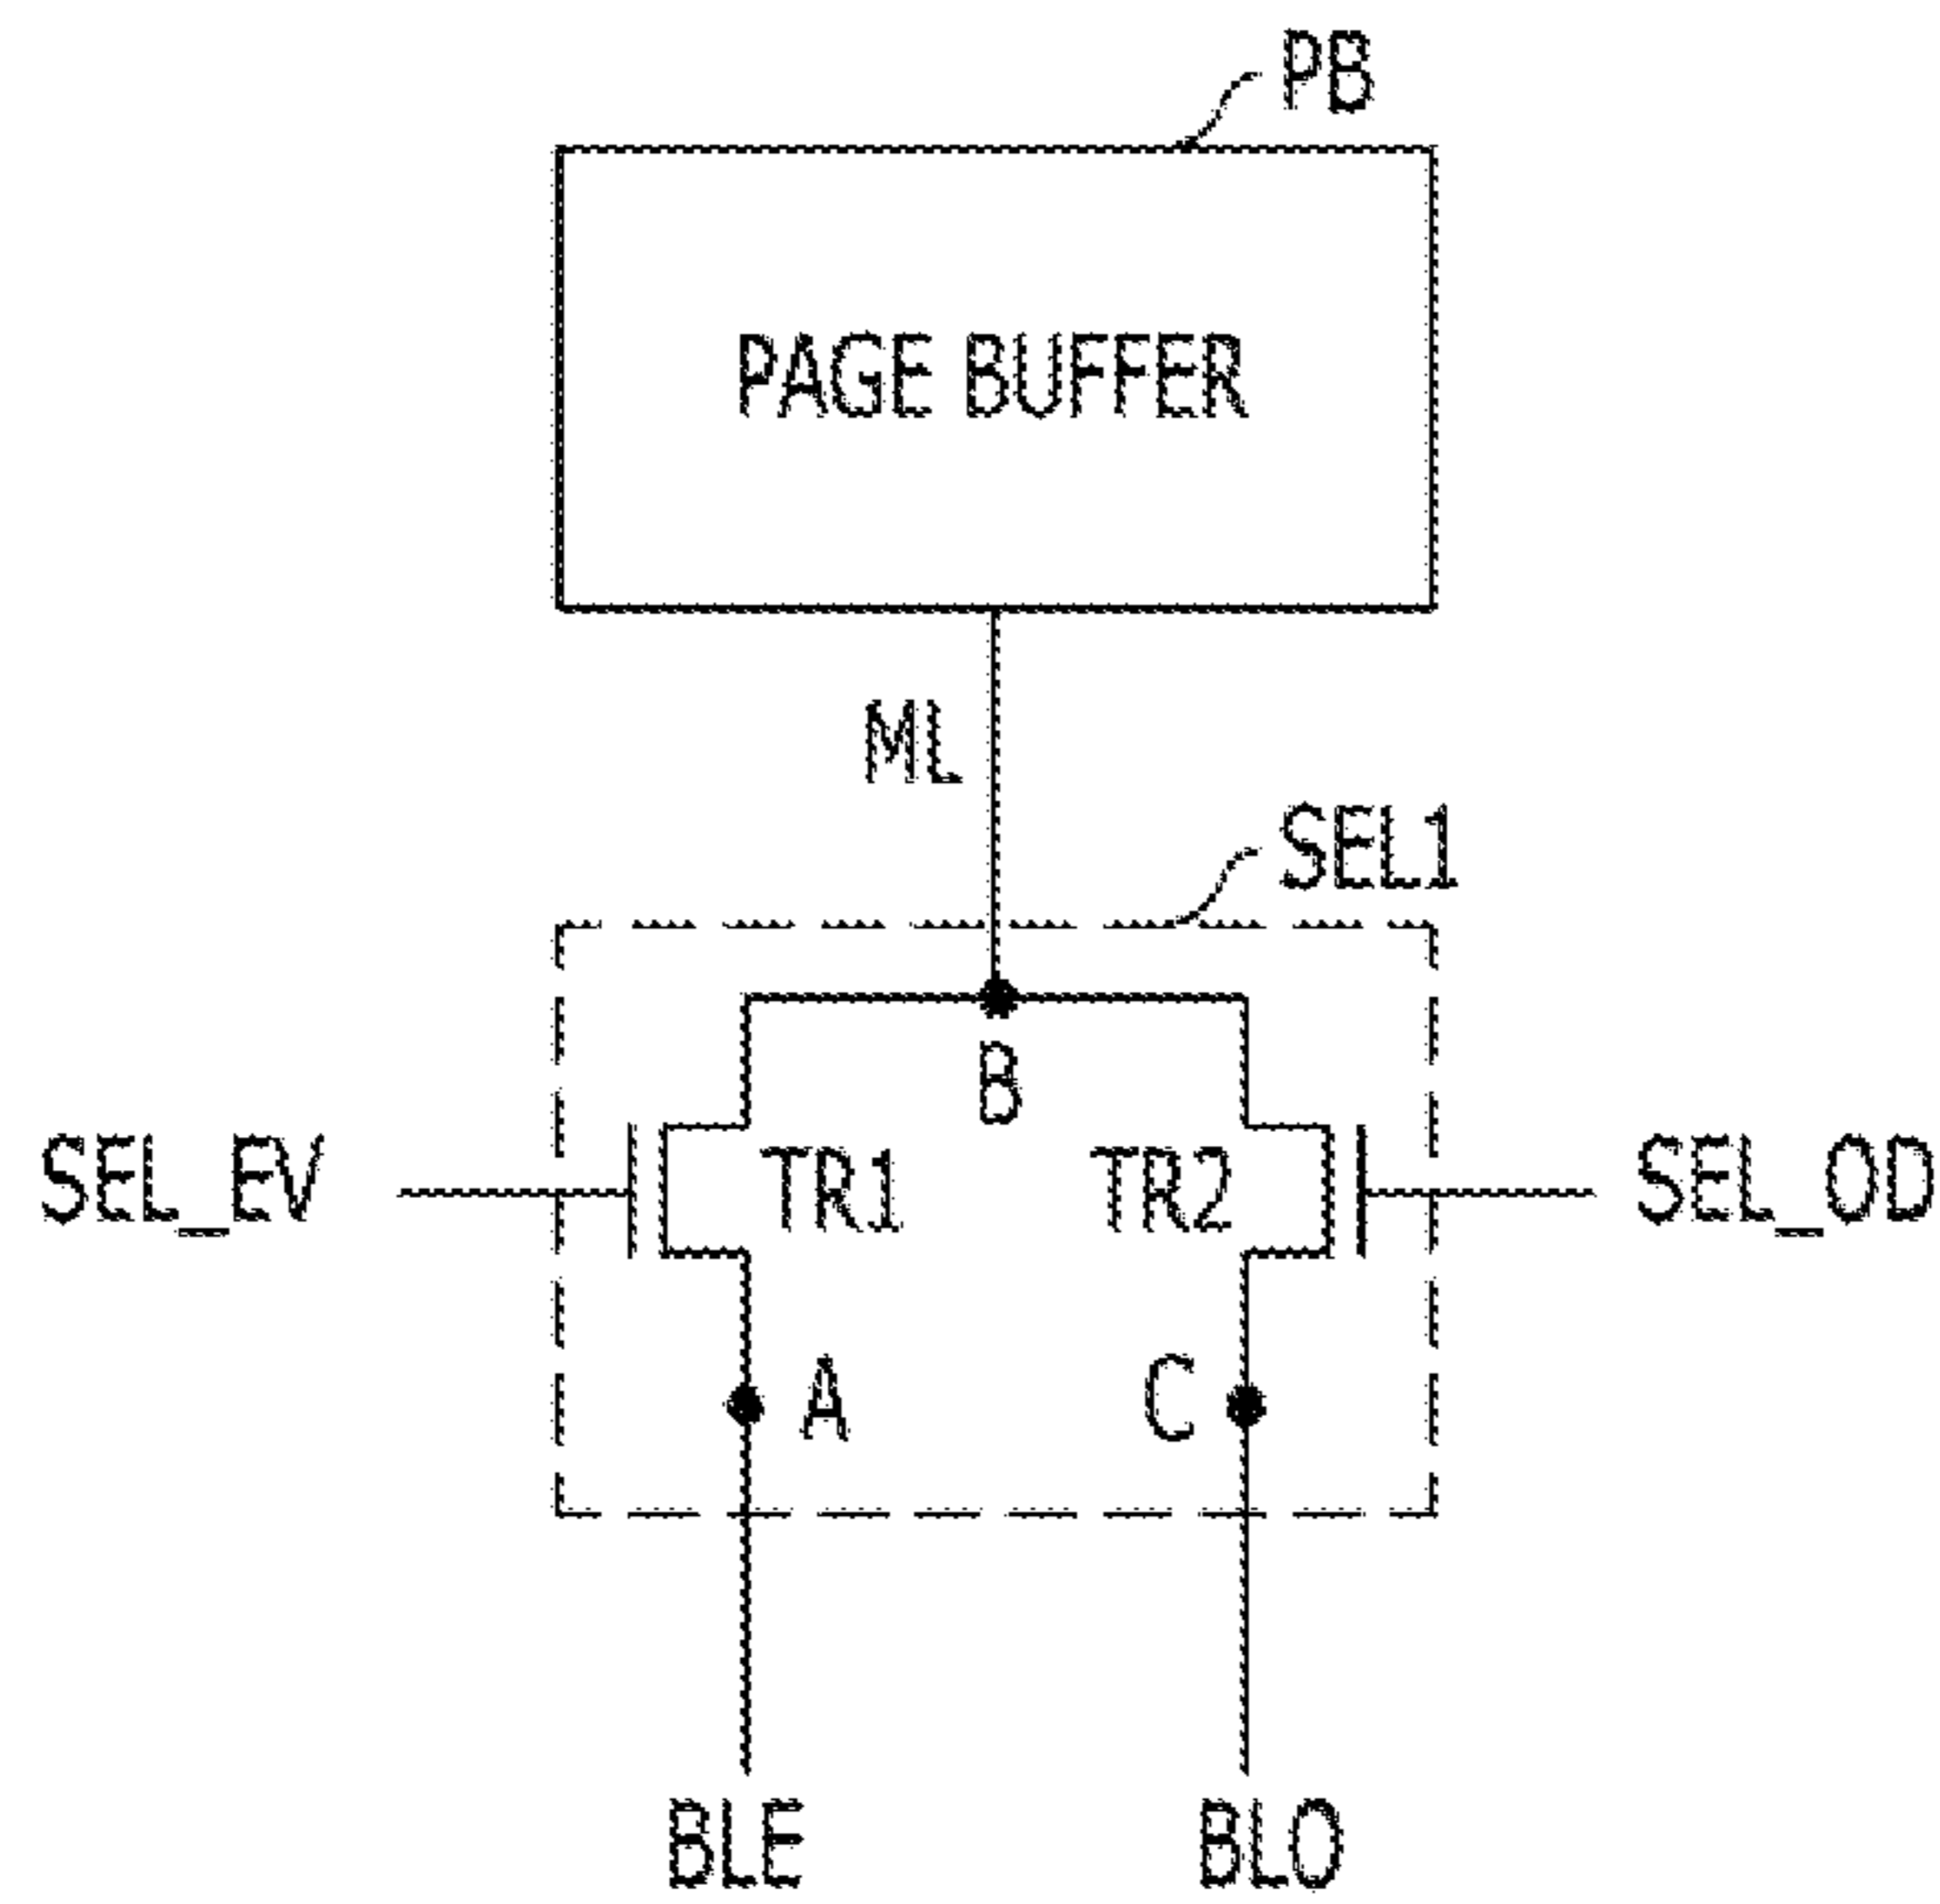 PB
PAGE BUFFER
ML
SEL1
B
SEL_EV
TR1
TR2
SEL_OD
A
C
BLE
BLO